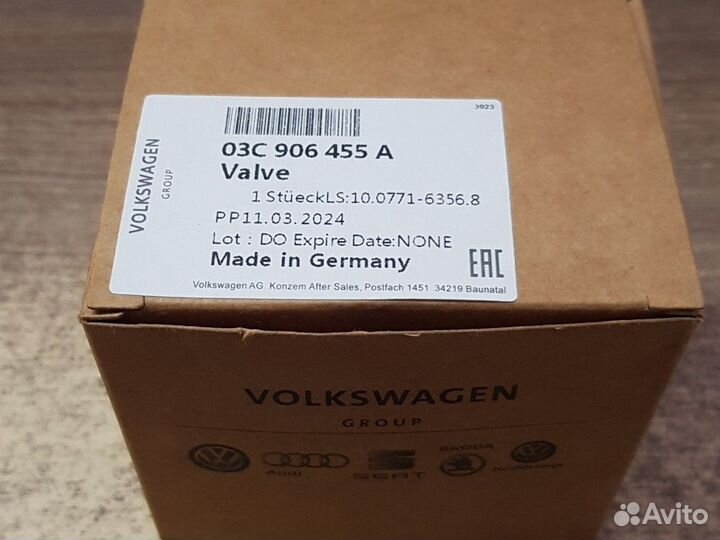 3923
VOLKSWAGEN
GROUP
03C 906 455 A
Valve
1 StüeckLS:10.0771-6356.8
PP11.03.2024
Lot : DO Expire Date:NONE
Made in Germany
EAC
Volkswagen AG Konzem After Sales, Postfach 1451 34219 Baunatal
VOLKSWAGEN
GROUP
Audi
SEAT
ŠKODA
Avito